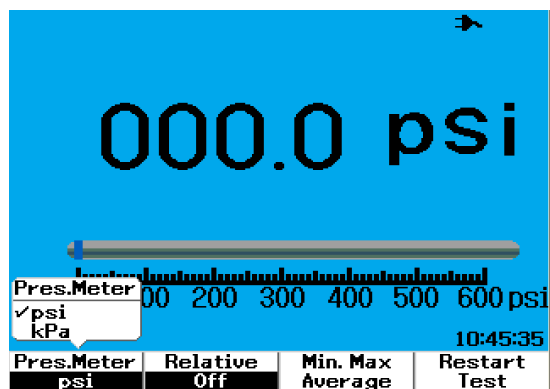 000.0 psi
00 200 300 400 500 600 psi
Pres.Meter
✓psi
kPa
10:45:35
Pres.Meter Relative Min. Max Restart
psi Off Average Test